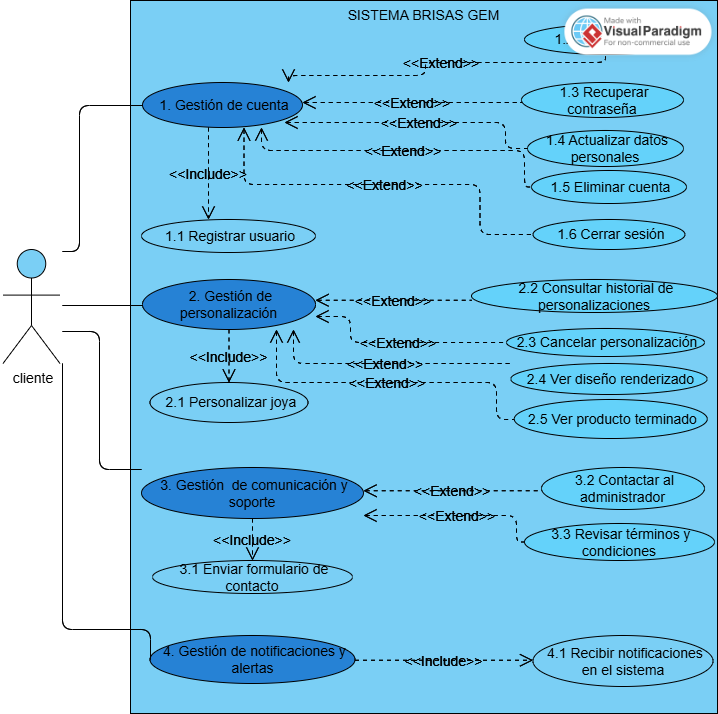 SISTEMA BRISAS GEM
Made with
VisualParadigm
For non-commercial use
1.
<<Extend>>
1. Gestión de cuenta
<<Extend>>
1.3 Recuperar
contraseña
<<Extend>>
1.4 Actualizar datos
personales
<<Extend>>
<<Include>>
<<Extend>>
1.5 Eliminar cuenta
1.1 Registrar usuario
1.6 Cerrar sesión
cliente
2. Gestión de
personalización
<<Extend>>
2.2 Consultar historial de
personalizaciones
<<Extend>>
2.3 Cancelar personalización
<<Include>>
<<Extend>>
2.4 Ver diseño renderizado
<<Extend>>
2.1 Personalizar joya
2.5 Ver producto terminado
3. Gestión  de comunicación y
soporte
<<Extend>>
3.2 Contactar al
administrador
<<Extend>>
3.3 Revisar términos y
condiciones
<<Include>>
3.1 Enviar formulario de
contacto
4. Gestión de notificaciones y
alertas
<<Include>>
4.1 Recibir notificaciones
en el sistema